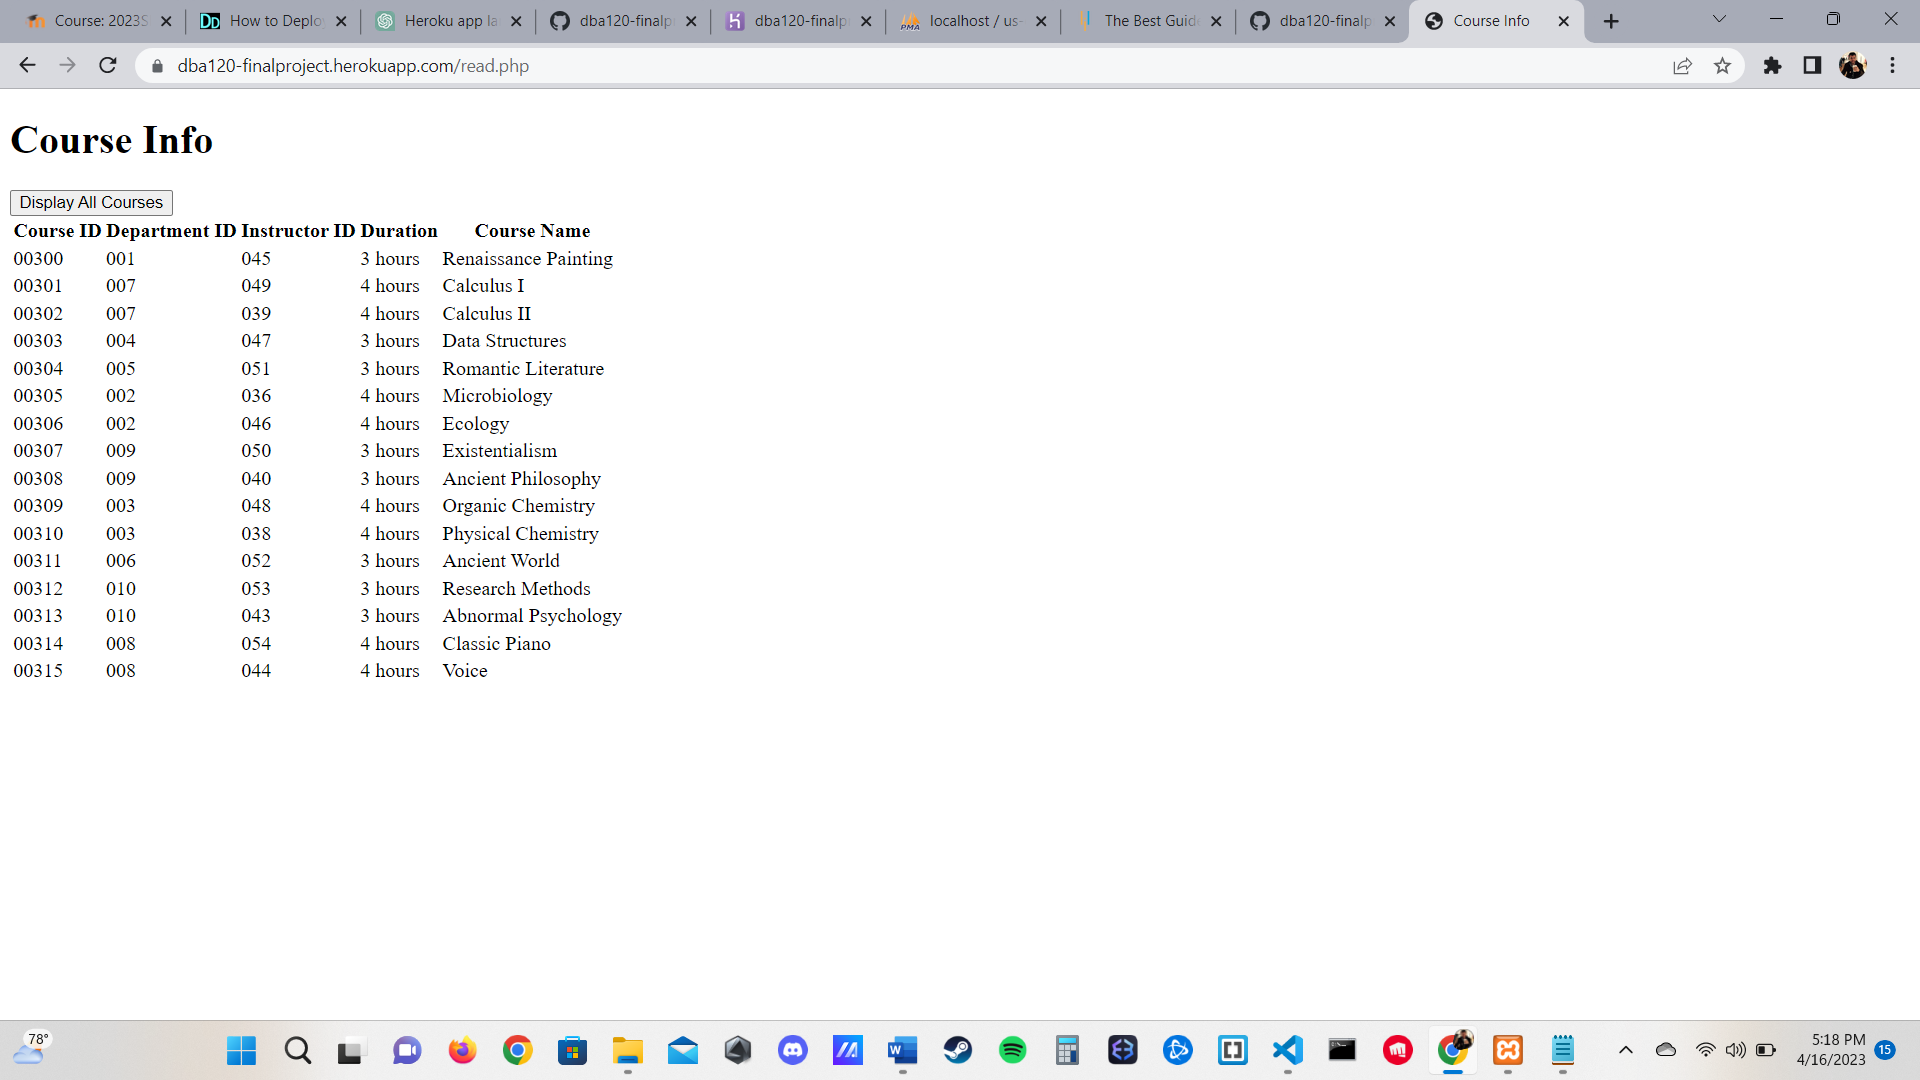 Course: 2023S
How to Deplo
Heroku app la
dba120-finalp
dba120-finalp
localhost / us-
The Best Guid
dba120-finalp
Course Info
dba120-finalproject.herokuapp.com/read.php
Course Info
Display All Courses
Course ID Department ID Instructor ID Duration Course Name
00300 001 045 3 hours Renaissance Painting
00301 007 049 4 hours Calculus I
00302 007 039 4 hours Calculus II
00303 004 047 3 hours Data Structures
00304 005 051 3 hours Romantic Literature
00305 002 036 4 hours Microbiology
00306 002 046 4 hours Ecology
00307 009 050 3 hours Existentialism
00308 009 040 3 hours Ancient Philosophy
00309 003 048 4 hours Organic Chemistry
00310 003 038 4 hours Physical Chemistry
00311 006 052 3 hours Ancient World
00312 010 053 3 hours Research Methods
00313 010 043 3 hours Abnormal Psychology
00314 008 054 4 hours Classic Piano
00315 008 044 4 hours Voice
78°
5:18 PM
4/16/2023
15